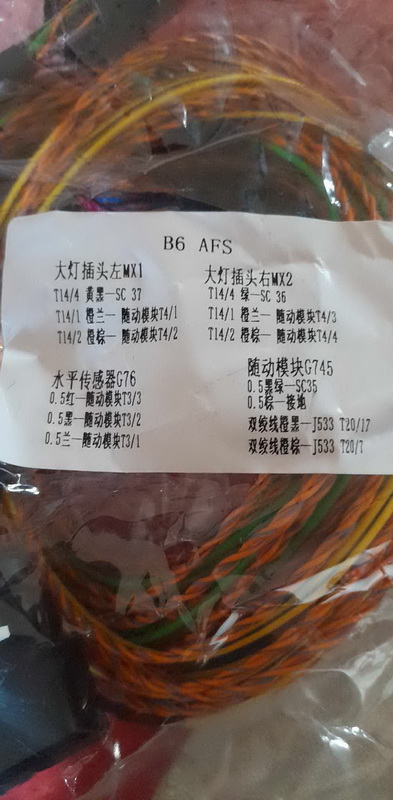 B6 AFS
大灯插头左MX1
T14/4 黄黑—SC 37
T14/1 橙兰— 随动模块T4/1
T14/2 橙棕— 随动模块T4/2
大灯插头右MX2
T14/4 绿—SC 36
T14/1 橙兰— 随动模块T4/3
T14/2 橙棕— 随动模块T4/4
水平传感器G76
0.5红—随动模块T3/3
0.5黑—随动模块T3/2
0.5兰—随动模块T3/1
随动模块G745
0.5黑绿—SC35
0.5棕— 接地
双绞线橙黑—J533 T20/17
双绞线橙棕—J533 T20/7